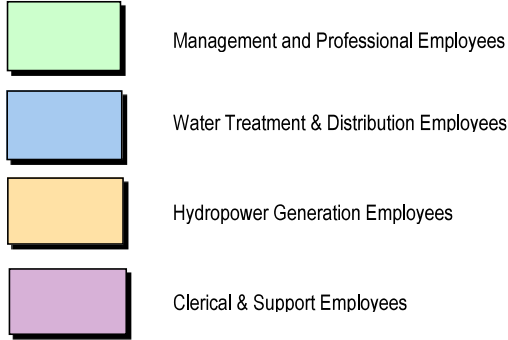 Management and Professional Employees
Water Treatment & Distribution Employees
Hydropower Generation Employees
Clerical & Support Employees